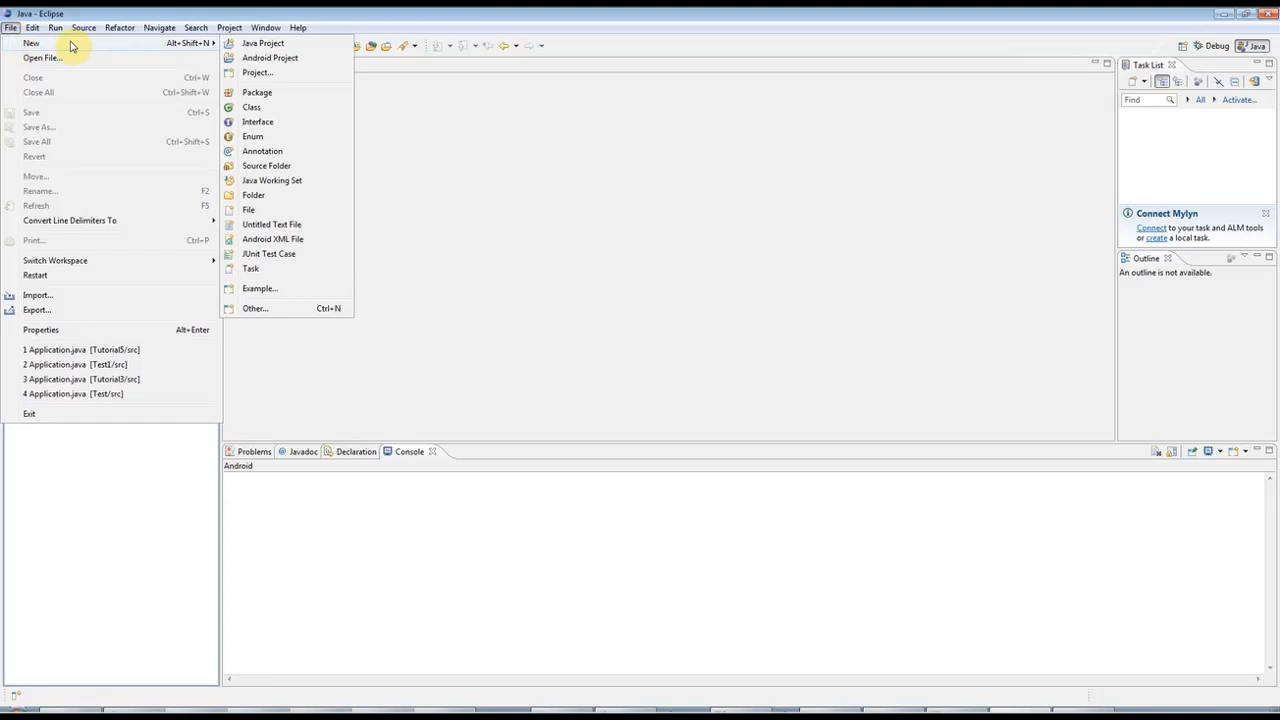 Java - Eclipse
File Edit Run Source Refactor Navigate Search Project Window Help
New Alt+Shift+N
Open File...
Close Ctrl+W
Close All Ctrl+Shift+W
Save Ctrl+S
Save As...
Save All Ctrl+Shift+S
Revert
Move...
Rename... F2
Refresh F5
Convert Line Delimiters To
Print... Ctrl+P
Switch Workspace
Restart
Import...
Export...
Properties Alt+Enter
1 Application.java [Tutorial5/src]
2 Application.java [Test1/src]
3 Application.java [Tutorial3/src]
4 Application.java [Test/src]
Exit
Java Project
Android Project
Project...
Package
Class
Interface
Enum
Annotation
Source Folder
Java Working Set
Folder
File
Untitled Text File
Android XML File
JUnit Test Case
Task
Example...
Other... Ctrl+N
Debug Java
Task List
Find All Activate...
Connect Mylyn
Connect to your task and ALM tools
or create a local task.
Outline
An outline is not available.
Problems @ Javadoc Declaration Console
Android